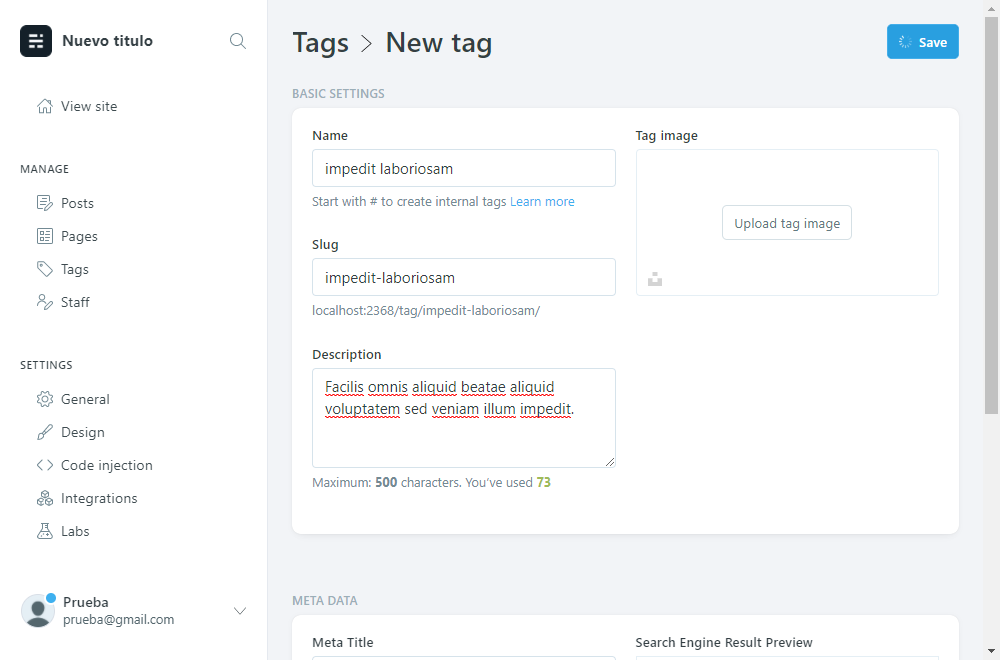 Nuevo titulo
View site
MANAGE
Posts
Pages
Tags
Staff
SETTINGS
General
Design
Code injection
Integrations
Labs
Prueba
prueba@gmail.com
Tags > New tag
Save
BASIC SETTINGS
Name
impedit laboriosam
Start with # to create internal tags Learn more
Slug
impedit-laboriosam
localhost:2368/tag/impedit-laboriosam/
Description
Facilis omnis aliquid beatae aliquid
voluptatem sed veniam illum impedit.
Maximum: 500 characters. You’ve used 73
Tag image
Upload tag image
META DATA
Meta Title
Search Engine Result Preview